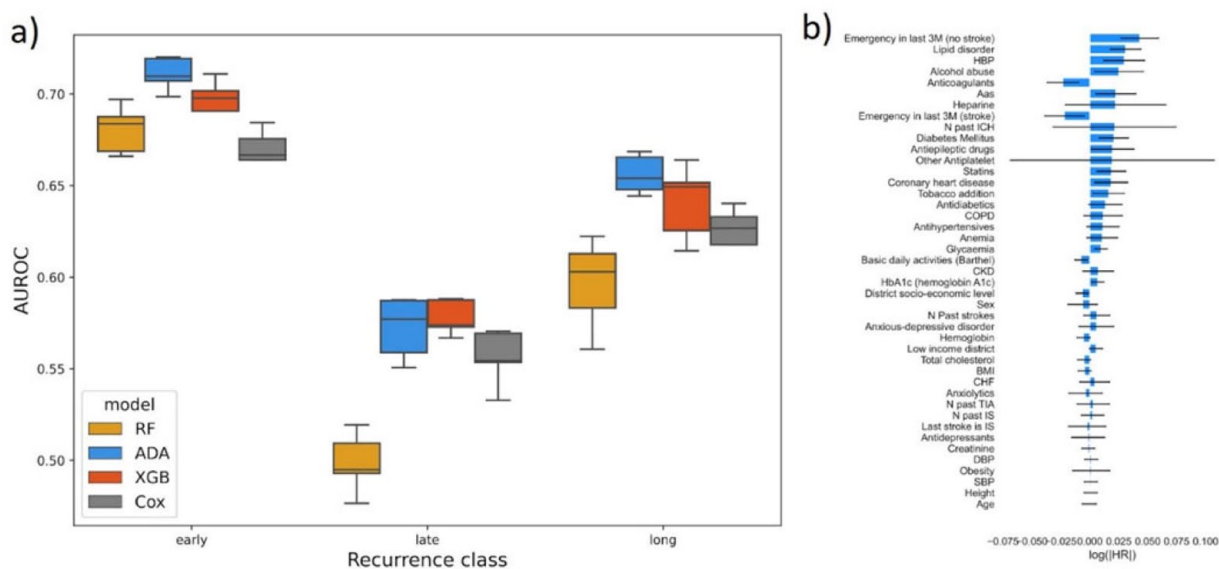 a)
AUROC
0.70
0.65
0.60
0.55
0.50
model
RF
ADA
XGB
Cox
early
late
long
Recurrence class
b)
Emergency in last 3M (no stroke)
Lipid disorder
HBP
Alcohol abuse
Anticoagulants
Aas
Heparine
Emergency in last 3M (stroke)
N past ICH
Diabetes Mellitus
Antiepileptic drugs
Other Antiplatelet
Statins
Coronary heart disease
Tobacco addition
Antidiabetics
COPD
Antihypertensives
Anemia
Glycaemia
Basic daily activities (Barthel)
CKD
HbA1c (hemoglobin A1c)
District socio-economic level
Sex
N Past strokes
Anxious-depressive disorder
Hemoglobin
Low income district
Total cholesterol
BMI
CHF
Anxiolytics
N past TIA
N past IS
Last stroke is IS
Antidepressants
Creatinine
DBP
Obesity
SBP
Height
Age
−0.075-0.050-0.025 0.000 0.025 0.050 0.075 0.100
log(|HR|)